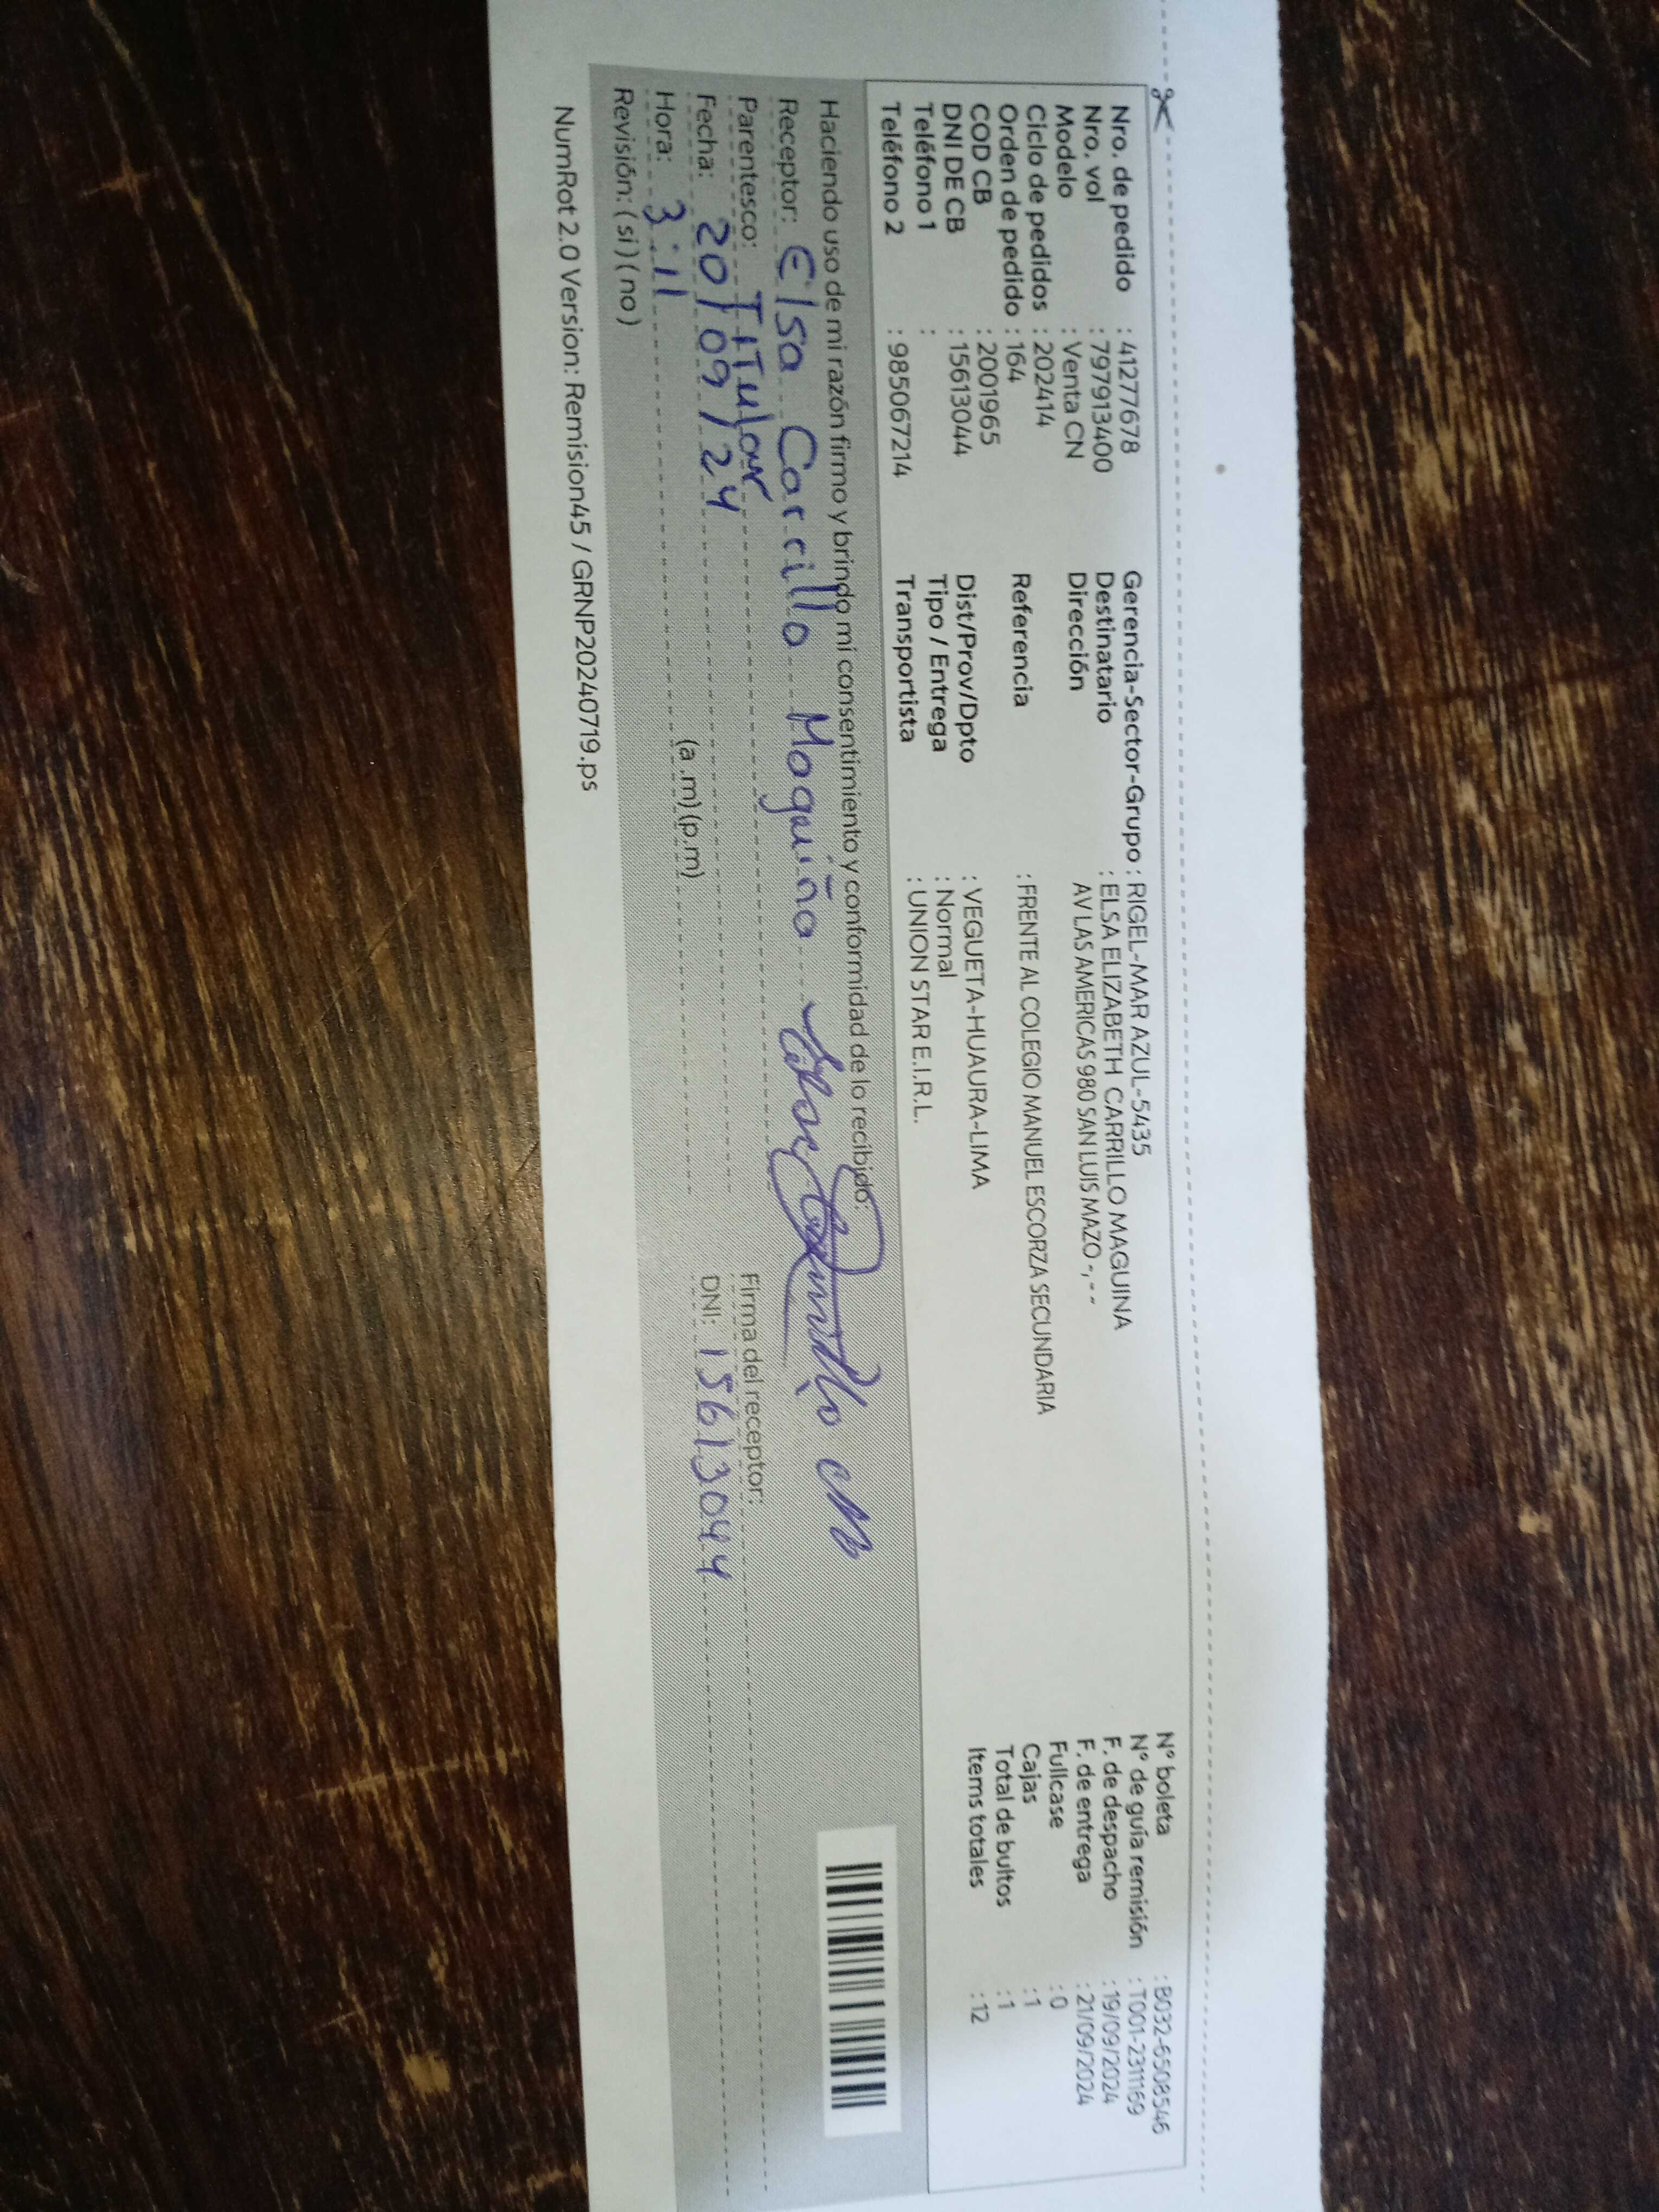 Nro. de pedido : 41277678
Nro. vol : 797913400
Modelo : Venta CN
Ciclo de pedidos : 202414
Orden de pedido : 164
COD CB : 2001965
DNI DE CB : 15613044
Teléfono 1 :
Teléfono 2 : 985067214
Gerencia-Sector-Grupo : RIGEL-MAR AZUL-5435
Destinatario : ELSA ELIZABETH CARRILLO MAGUINA
Dirección AV LAS AMERICAS 980 SAN LUIS MAZO -, - -
Referencia : FRENTE AL COLEGIO MANUEL ESCORZA SECUNDARIA
Dist/Prov/Dpto : VEGUETA-HUAURA-LIMA
Tipo / Entrega : Normal
Transportista : UNION STAR E.I.R.L.
N° boleta : B032-6508546
N° de guía remisión : T001-2311169
F. de despacho : 19/09/2024
F. de entrega : 21/09/2024
Fullcase : 0
Cajas : 1
Total de bultos : 1
Items totales : 12
Haciendo uso de mi razón firmo y brindo mi consentimiento y conformidad de lo recibido:
Receptor: Elsa Carrillo Maguiña Elsa Carrillo M
Parentesco: TITular Firma del receptor:
Fecha: 20/09/24 DNI: 15613044
Hora: 3:11 (a.m) (p.m)
Revisión: ( si ) ( no )
NumRot 2.0 Version: Remision45 / GRNP20240719.ps